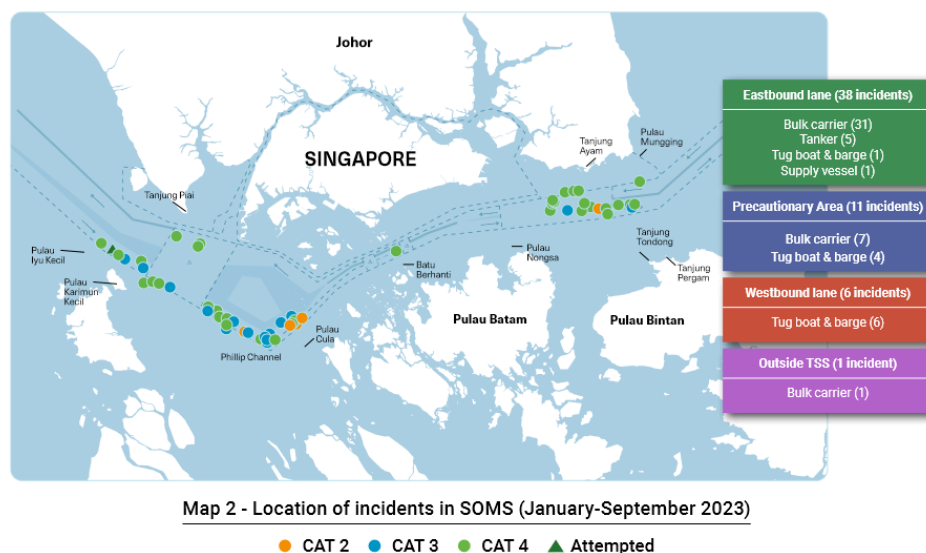 Johor
SINGAPORE
Tanjung Piai
Tanjung
Ayam
Pulau
Mungging
Pulau
Iyu Kecil
Pulau
Karimun
Kecil
Batu
Berhanti
Pulau
Nongsa
Tanjung
Tondong
Tanjung
Pergam
Pulau
Cula
Phillip Channel
Pulau Batam
Pulau Bintan
Eastbound lane (38 incidents)
Bulk carrier (31)
Tanker (5)
Tug boat & barge (1)
Supply vessel (1)
Precautionary Area (11 incidents)
Bulk carrier (7)
Tug boat & barge (4)
Westbound lane (6 incidents)
Tug boat & barge (6)
Outside TSS (1 incident)
Bulk carrier (1)
Map 2 - Location of incidents in SOMS (January-September 2023)
CAT 2 CAT 3 CAT 4 Attempted